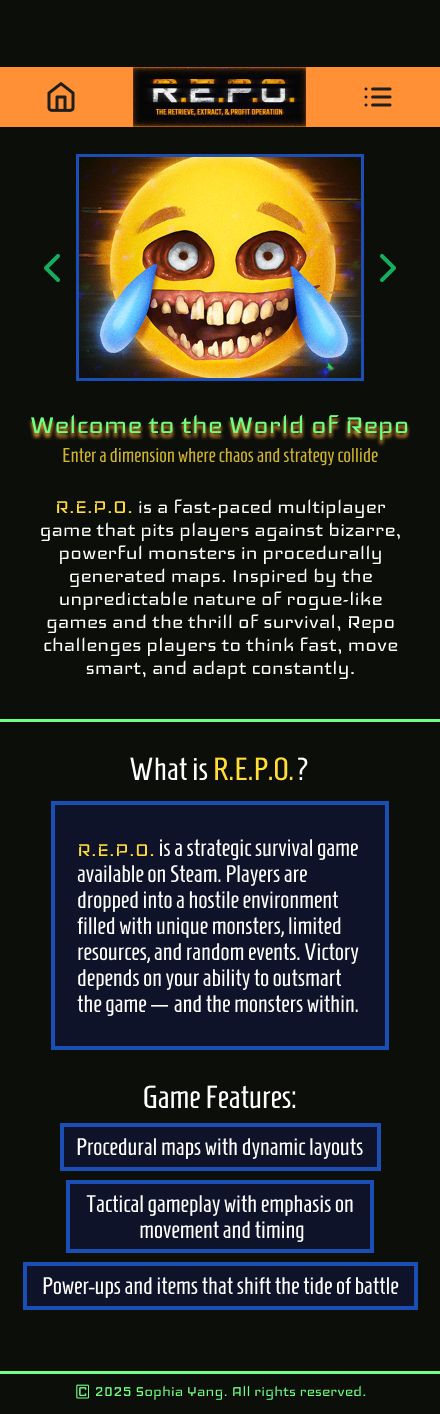 R.E.P.O.
THE RETRIEVE, EXTRACT, & PROFIT OPERATION
Welcome to the World of Repo
Enter a dimension where chaos and strategy collide
R.E.P.O. is a fast-paced multiplayer
game that pits players against bizarre,
powerful monsters in procedurally
generated maps. Inspired by the
unpredictable nature of rogue-like
games and the thrill of survival, Repo
challenges players to think fast, move
smart, and adapt constantly.
What is R.E.P.O.?
R.E.P.O. is a strategic survival game
available on Steam. Players are
dropped into a hostile environment
filled with unique monsters, limited
resources, and random events. Victory
depends on your ability to outsmart
the game — and the monsters within.
Game Features:
Procedural maps with dynamic layouts
Tactical gameplay with emphasis on
movement and timing
Power-ups and items that shift the tide of battle
© 2025 Sophia Yang. All rights reserved.